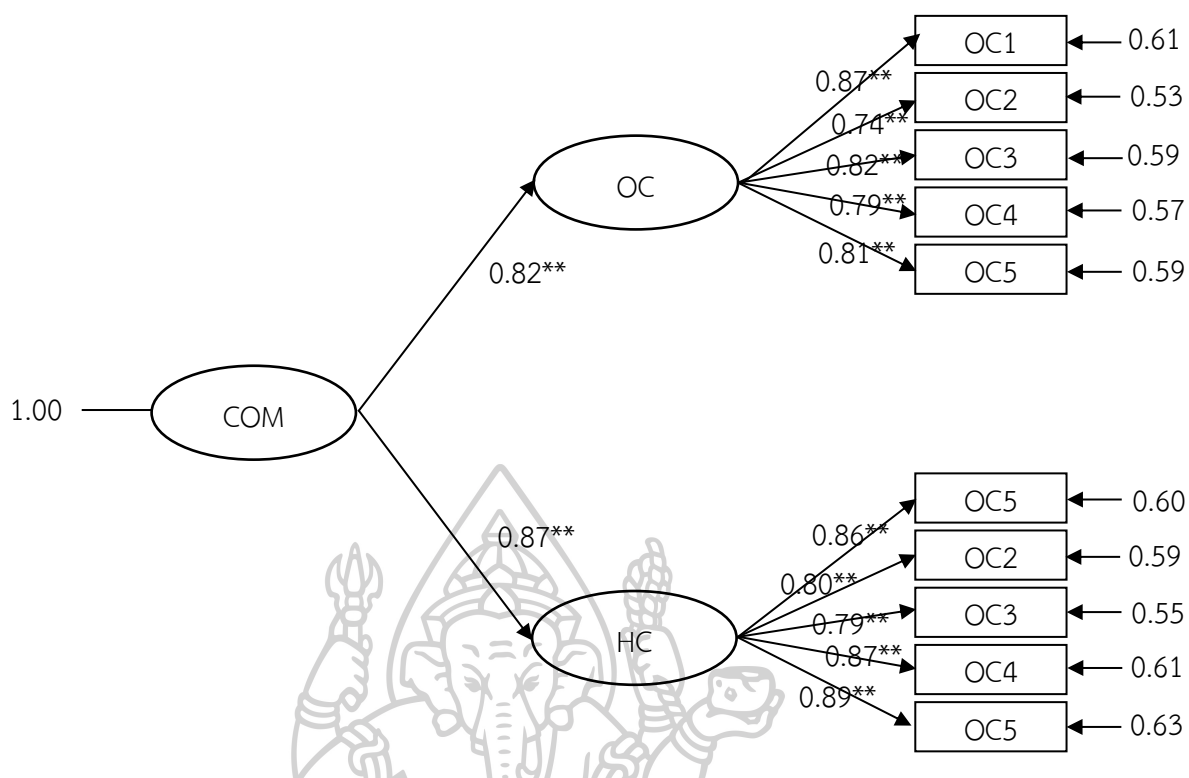 OC1 0.61
0.87**
OC2 0.53
0.74**
OC3 0.59
0.82**
OC
0.79**
OC4 0.57
0.81**
OC5 0.59
0.82**
1.00 COM
OC5 0.60
0.87**
0.86**
OC2 0.59
0.80**
OC3 0.55
0.79**
HC
0.87**
OC4 0.61
0.89**
OC5 0.63